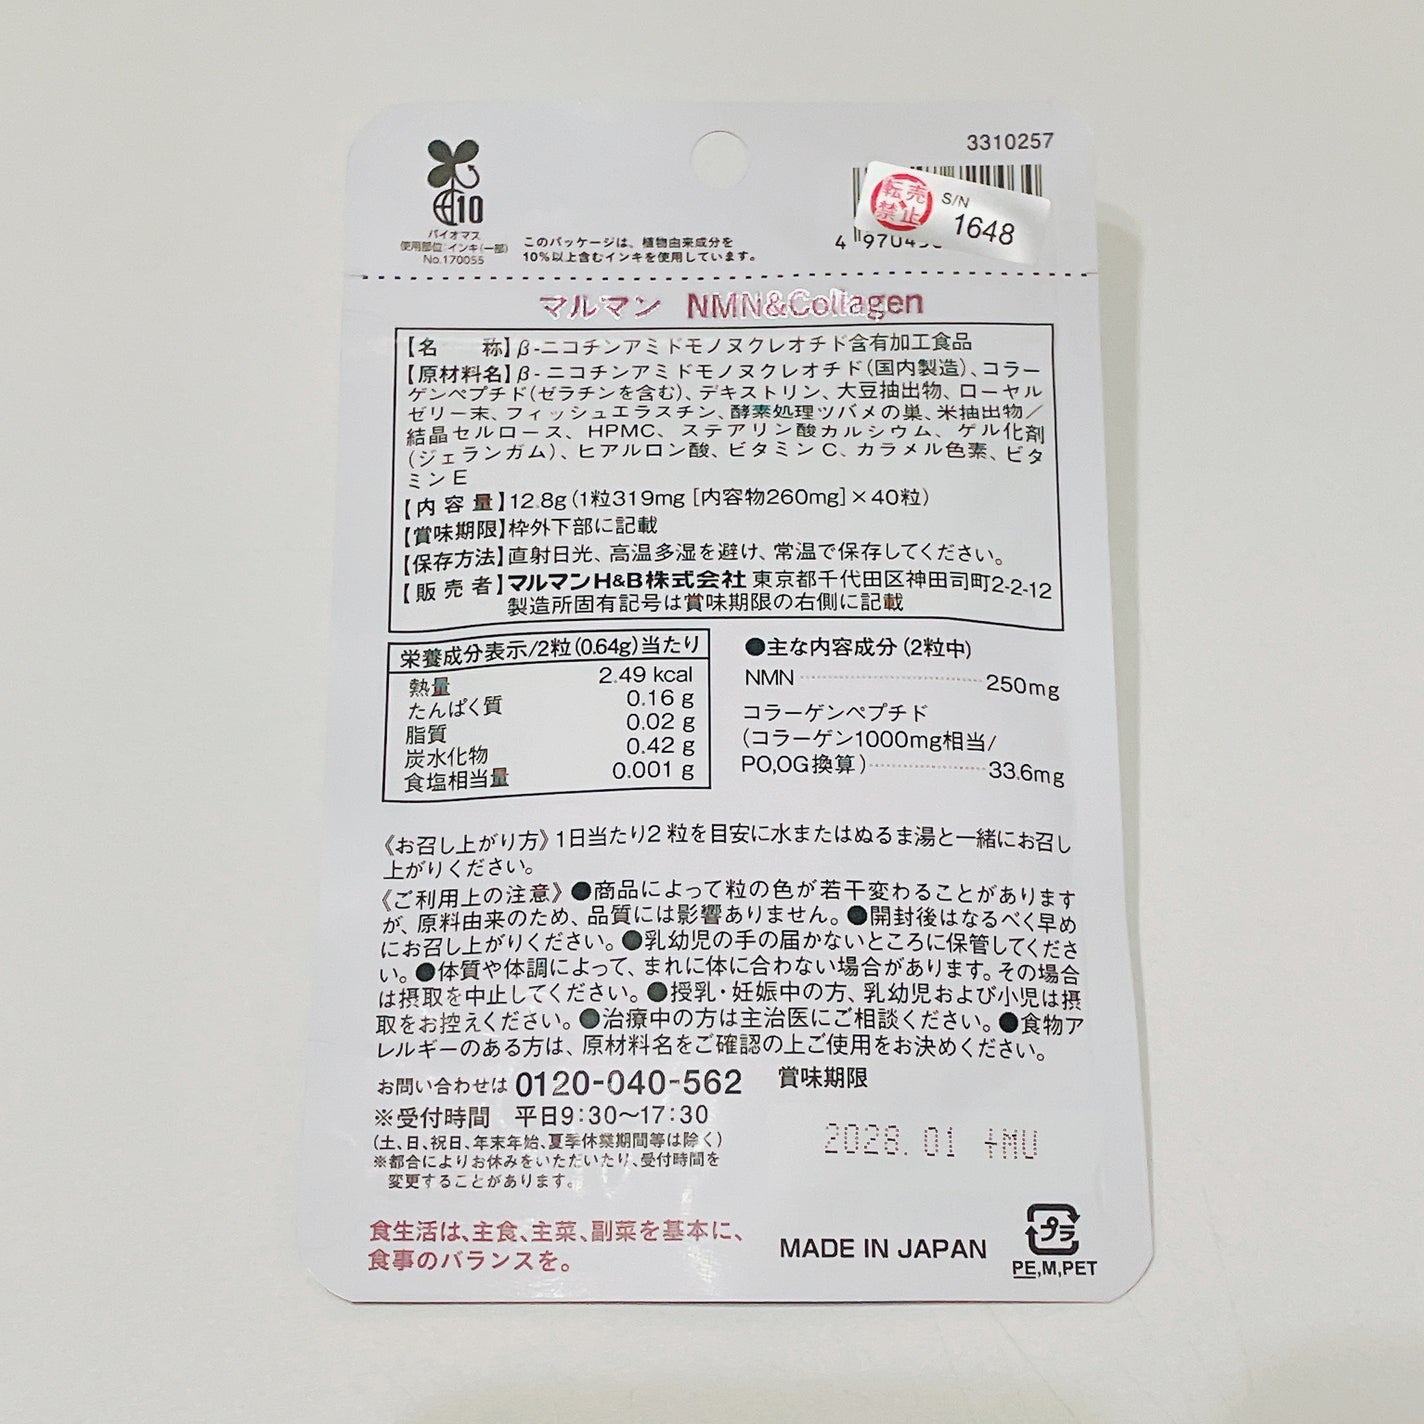 3310257
転売
禁止
S/N
1648
10
バイオマス
使用部位:インキ(一部)
No.170055
このパッケージは、植物由来成分を
10%以上含むインキを使用しています。
マルマン NMN&Collagen
【名 称】β-ニコチンアミドモノヌクレオチド含有加工食品
【原材料名】β-ニコチンアミドモノヌクレオチド(国内製造)、コラー
ゲンペプチド(ゼラチンを含む)、デキストリン、大豆抽出物、ローヤル
ゼリー末、フィッシュエラスチン、酵素処理ツバメの巣、米抽出物/
結晶セルロース、HPMC、ステアリン酸カルシウム、ゲル化剤
(ジェランガム)、ヒアルロン酸、ビタミンC、カラメル色素、ビタ
ミンE
【内容量】12.8g(1粒319mg[内容物260mg]×40粒)
【賞味期限】枠外下部に記載
【保存方法】直射日光、高温多湿を避け、常温で保存してください。
【販売者】マルマンH&B株式会社 東京都千代田区神田司町2-2-12
製造所固有記号は賞味期限の右側に記載
栄養成分表示/2粒(0.64g)当たり
熱量 2.49 kcal
たんぱく質 0.16 g
脂質 0.02 g
炭水化物 0.42 g
食塩相当量 0.001 g
●主な内容成分(2粒中)
NMN 250mg
コラーゲンペプチド
(コラーゲン1000mg相当/
PO,OG換算) 33.6mg
《お召し上がり方》1日当たり2粒を目安に水またはぬるま湯と一緒にお召し
上がりください。
《ご利用上の注意》●商品によって粒の色が若干変わることがあります
が、原料由来のため、品質には影響ありません。●開封後はなるべく早め
にお召し上がりください。●乳幼児の手の届かないところに保管してくださ
い。●体質や体調によって、まれに体に合わない場合があります。その場合
は摂取を中止してください。●授乳・妊娠中の方、乳幼児および小児は摂
取をお控えください。●治療中の方は主治医にご相談ください。●食物ア
レルギーのある方は、原材料名をご確認の上ご使用をお決めください。
お問い合わせは 0120-040-562
※受付時間 平日9:30〜17:30
(土、日、祝日、年末年始、夏季休業期間等は除く)
※都合によりお休みをいただいたり、受付時間を
変更することがあります。
賞味期限
2028.01 +MU
食生活は、主食、主菜、副菜を基本に、
食事のバランスを。
MADE IN JAPAN
プラ
PE,M,PET